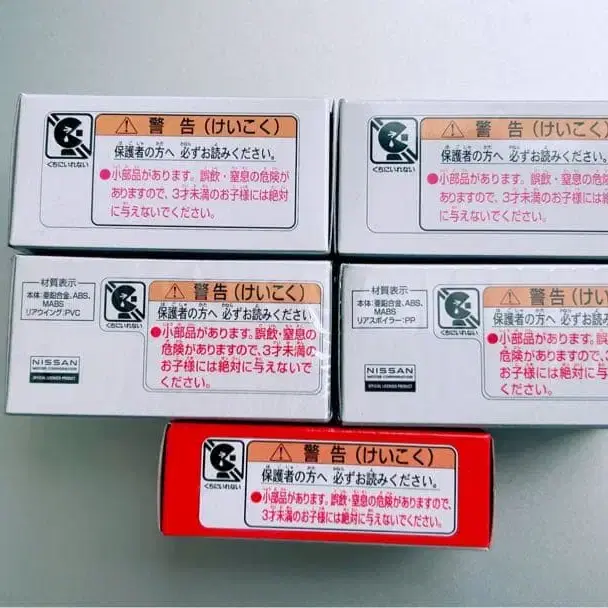 警告(けいこく)
保護者の方へ 必ずお読みください。
●小部品があります。誤飲・窒息の危険が
ありますので、3才未満のお子様には絶対
に与えないでください。
くちにいれない
警告(けいこく)
保護者の方へ 必ずお読みくださ
●小部品があります。誤飲・窒息の危
ありますので、3才未満のお子様には
に与えないでください。
くちにいれない
材質表示
本体:亜鉛合金、ABS、
MABS
リアウイング:PVC
NISSAN
OFFICIAL LICENSED PRODUCT
くちにいれない
警告(けいこく)
保護者の方へ 必ずお読みください
●小部品があります。誤飲・窒息の
危険がありますので、3才未満の
お子様には絶対に与えないで
ください。
材質表示
本体:亜鉛合金、ABS、
MABS
リアスポイラー:PP
NISSAN
OFFICIAL LICENSED PRODUCT
くちにいれない
警告(けいこく
保護者の方へ 必ずお読み
●小部品があります。誤
危険がありますので、3
お子様には絶対に与
ください。
くちにいれない
警告(けいこく)
保護者の方へ 必ずお読みください。
●小部品があります。誤飲・窒息の危険がありますので、
3才未満のお子様には絶対に与えないでください。